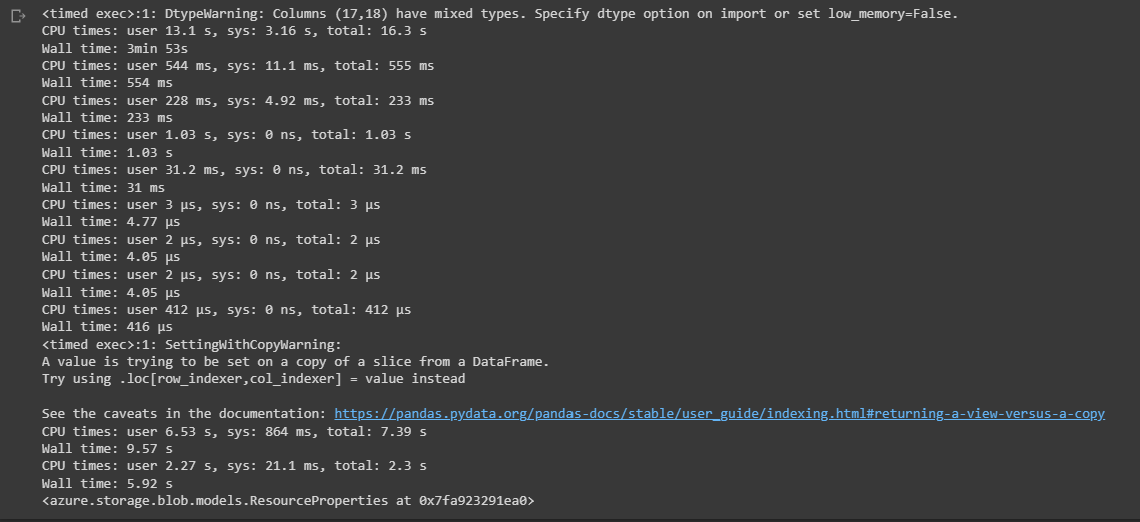 <timed exec>:1: DtypeWarning: Columns (17,18) have mixed types. Specify dtype option on import or set low_memory=False.
CPU times: user 13.1 s, sys: 3.16 s, total: 16.3 s
Wall time: 3min 53s
CPU times: user 544 ms, sys: 11.1 ms, total: 555 ms
Wall time: 554 ms
CPU times: user 228 ms, sys: 4.92 ms, total: 233 ms
Wall time: 233 ms
CPU times: user 1.03 s, sys: 0 ns, total: 1.03 s
Wall time: 1.03 s
CPU times: user 31.2 ms, sys: 0 ns, total: 31.2 ms
Wall time: 31 ms
CPU times: user 3 µs, sys: 0 ns, total: 3 µs
Wall time: 4.77 µs
CPU times: user 2 µs, sys: 0 ns, total: 2 µs
Wall time: 4.05 µs
CPU times: user 2 µs, sys: 0 ns, total: 2 µs
Wall time: 4.05 µs
CPU times: user 412 µs, sys: 0 ns, total: 412 µs
Wall time: 416 µs
<timed exec>:1: SettingWithCopyWarning:
A value is trying to be set on a copy of a slice from a DataFrame.
Try using .loc[row_indexer,col_indexer] = value instead
See the caveats in the documentation: https://pandas.pydata.org/pandas-docs/stable/user_guide/indexing.html#returning-a-view-versus-a-copy
CPU times: user 6.53 s, sys: 864 ms, total: 7.39 s
Wall time: 9.57 s
CPU times: user 2.27 s, sys: 21.1 ms, total: 2.3 s
Wall time: 5.92 s
<azure.storage.blob.models.ResourceProperties at 0x7fa923291ea0>